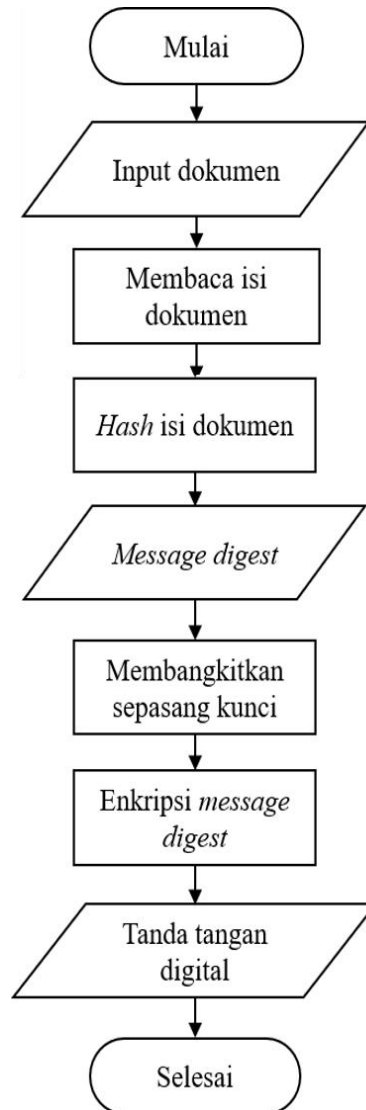 Mulai
Input dokumen
Membaca isi
dokumen
Hash isi dokumen
Message digest
Membangkitkan
sepasang kunci
Enkripsi message
digest
Tanda tangan
digital
Selesai